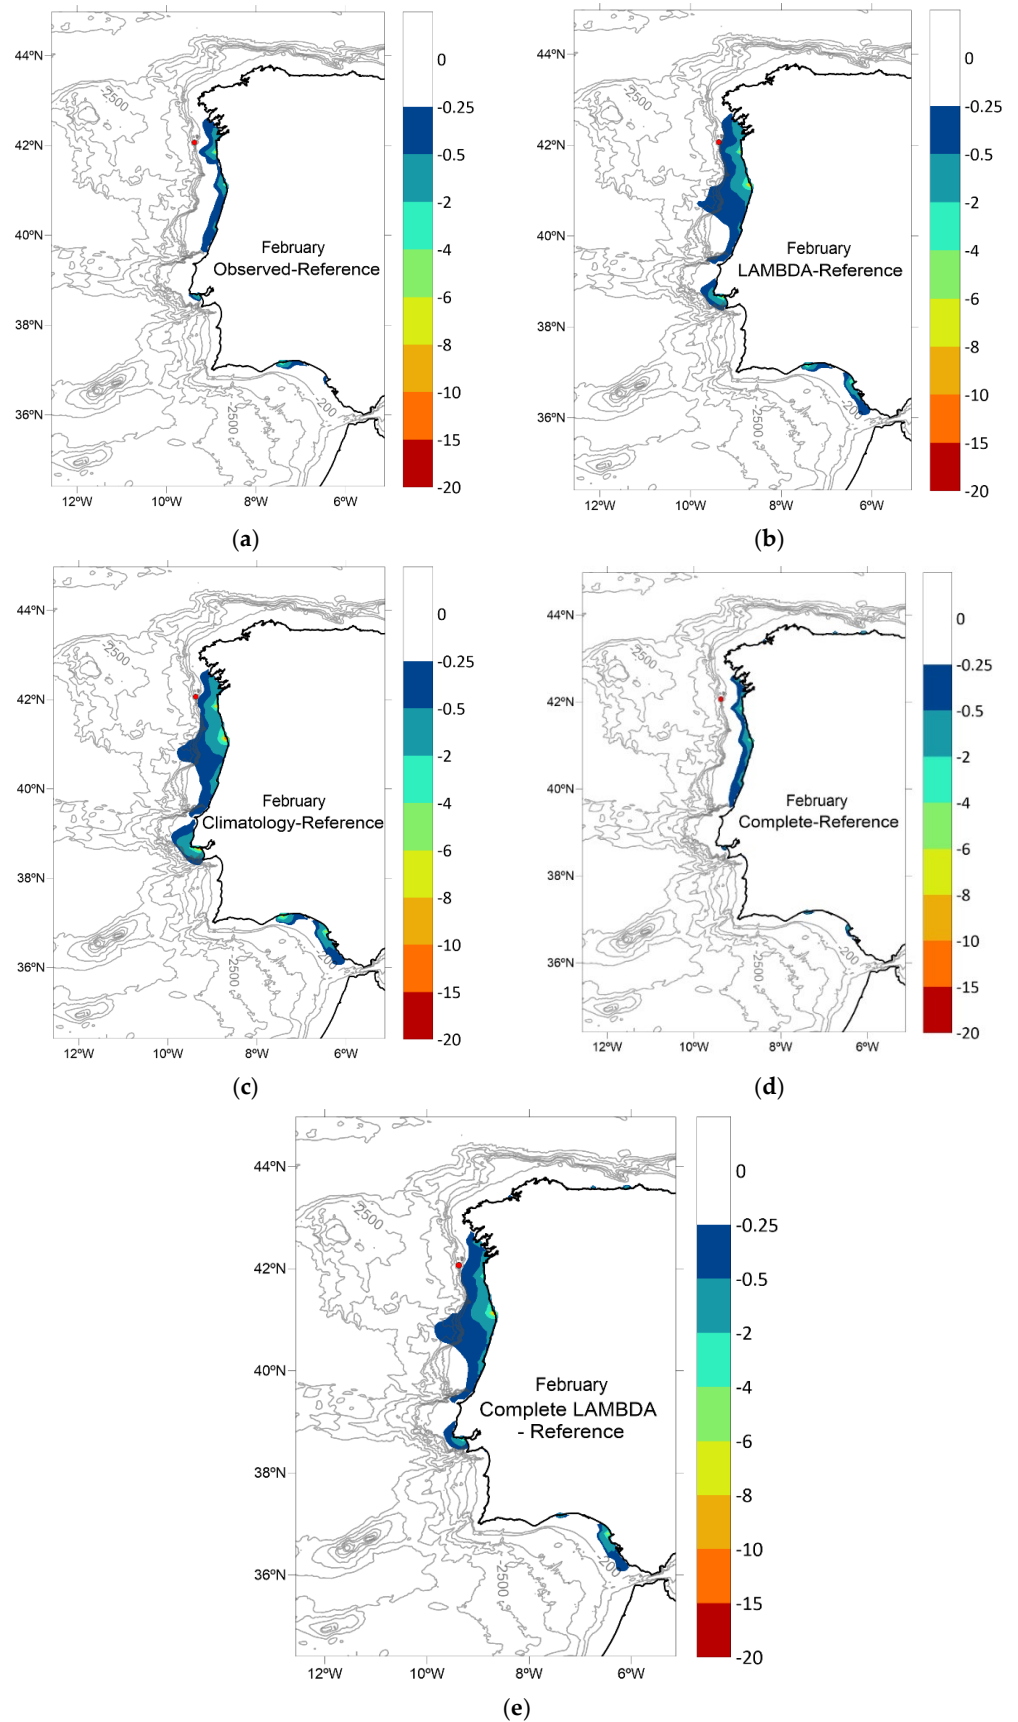 44ºN
42ºN
40ºN
38ºN
36ºN
12ºW
10ºW
8ºW
6ºW
-2500
-2500
-200
February
Observed-Reference
0
-0.25
-0.5
-2
-4
-6
-8
-10
-15
-20
(a)
44ºN
42ºN
40ºN
38ºN
36ºN
12ºW
10ºW
8ºW
6ºW
-2500
-2500
-200
February
LAMBDA-Reference
0
-0.25
-0.5
-2
-4
-6
-8
-10
-15
-20
(b)
44ºN
42ºN
40ºN
38ºN
36ºN
12ºW
10ºW
8ºW
6ºW
-2500
-2500
-200
February
Climatology-Reference
0
-0.25
-0.5
-2
-4
-6
-8
-10
-15
-20
(c)
44ºN
42ºN
40ºN
38ºN
36ºN
12ºW
10ºW
8ºW
6ºW
-2500
-2500
-200
February
Complete-Reference
0
-0.25
-0.5
-2
-4
-6
-8
-10
-15
-20
(d)
44ºN
42ºN
40ºN
38ºN
36ºN
12ºW
10ºW
8ºW
6ºW
-2500
-2500
-200
February
Complete LAMBDA
- Reference
0
-0.25
-0.5
-2
-4
-6
-8
-10
-15
-20
(e)